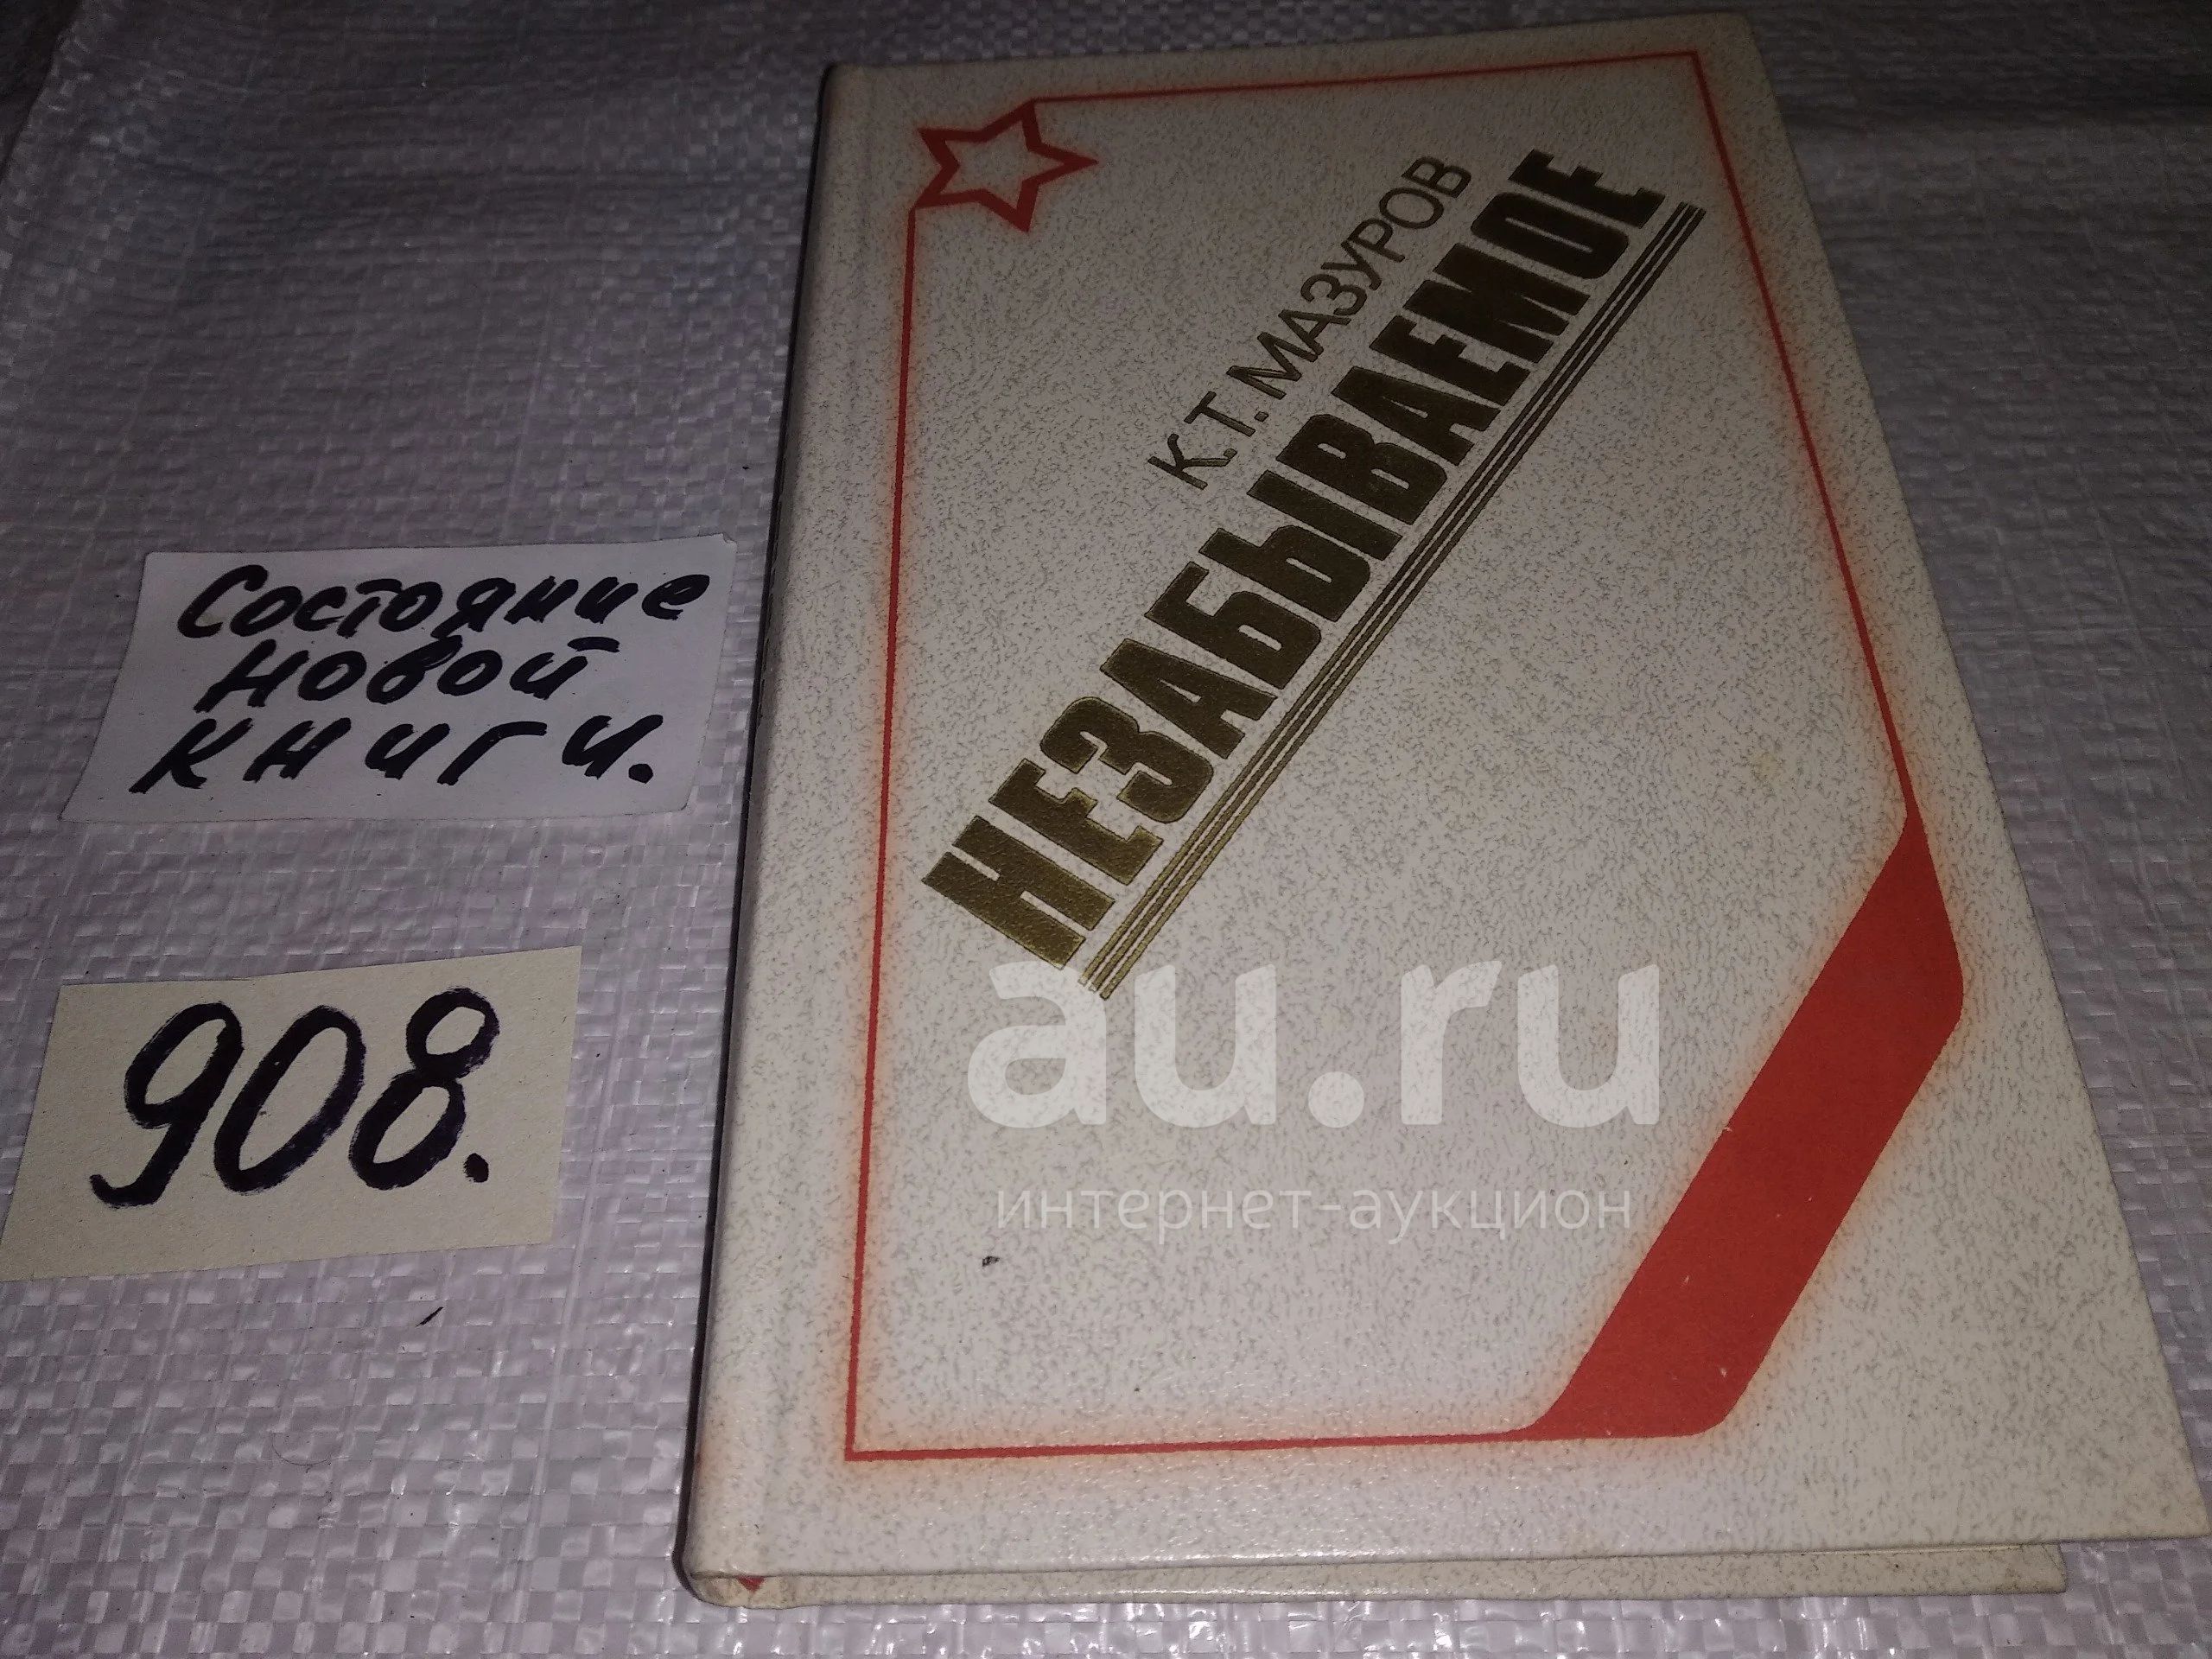 К.Т. МАЗУРОВ
НЕЗАБЫВАЕМОЕ
Состояние
новой
книги.
908.
au.ru
интернет-аукцион